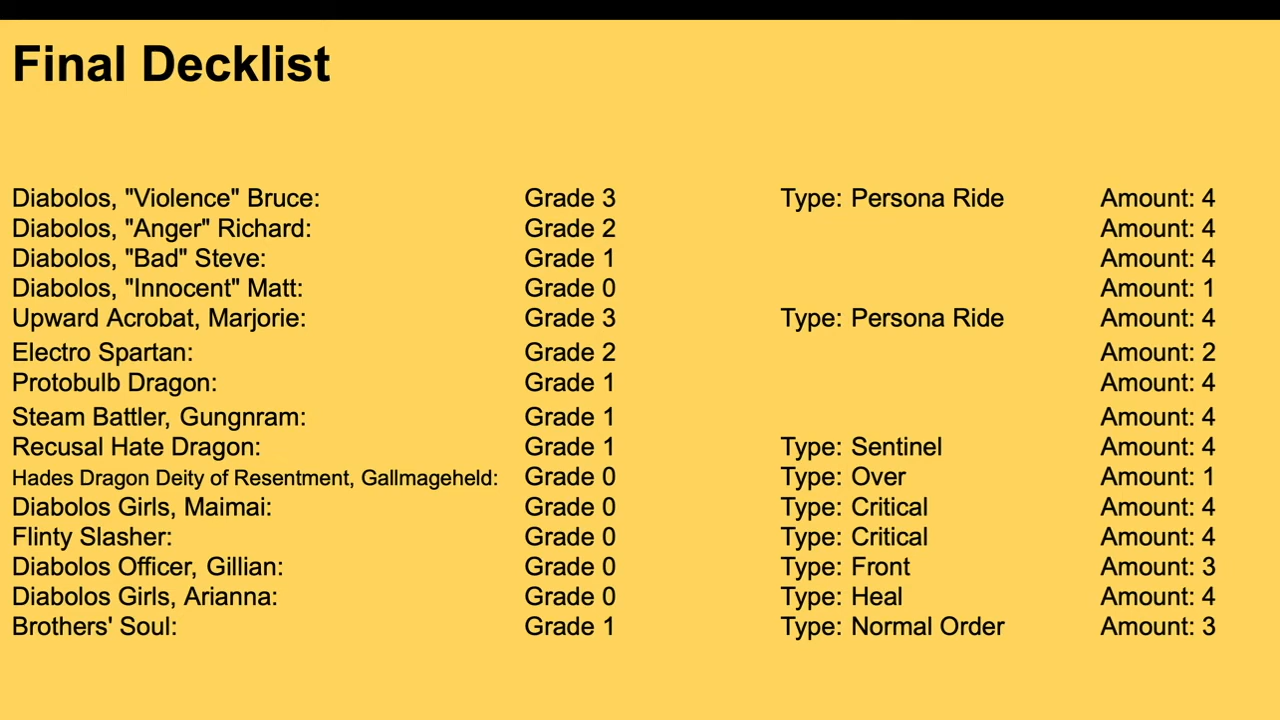 Final Decklist
Diabolos, "Violence" Bruce: Grade 3 Type: Persona Ride Amount: 4
Diabolos, "Anger" Richard: Grade 2 Amount: 4
Diabolos, "Bad" Steve: Grade 1 Amount: 4
Diabolos, "Innocent" Matt: Grade 0 Amount: 1
Upward Acrobat, Marjorie: Grade 3 Type: Persona Ride Amount: 4
Electro Spartan: Grade 2 Amount: 2
Protobulb Dragon: Grade 1 Amount: 4
Steam Battler, Gungnram: Grade 1 Amount: 4
Recusal Hate Dragon: Grade 1 Type: Sentinel Amount: 4
Hades Dragon Deity of Resentment, Gallmageheld: Grade 0 Type: Over Amount: 1
Diabolos Girls, Maimai: Grade 0 Type: Critical Amount: 4
Flinty Slasher: Grade 0 Type: Critical Amount: 4
Diabolos Officer, Gillian: Grade 0 Type: Front Amount: 3
Diabolos Girls, Arianna: Grade 0 Type: Heal Amount: 4
Brothers' Soul: Grade 1 Type: Normal Order Amount: 3